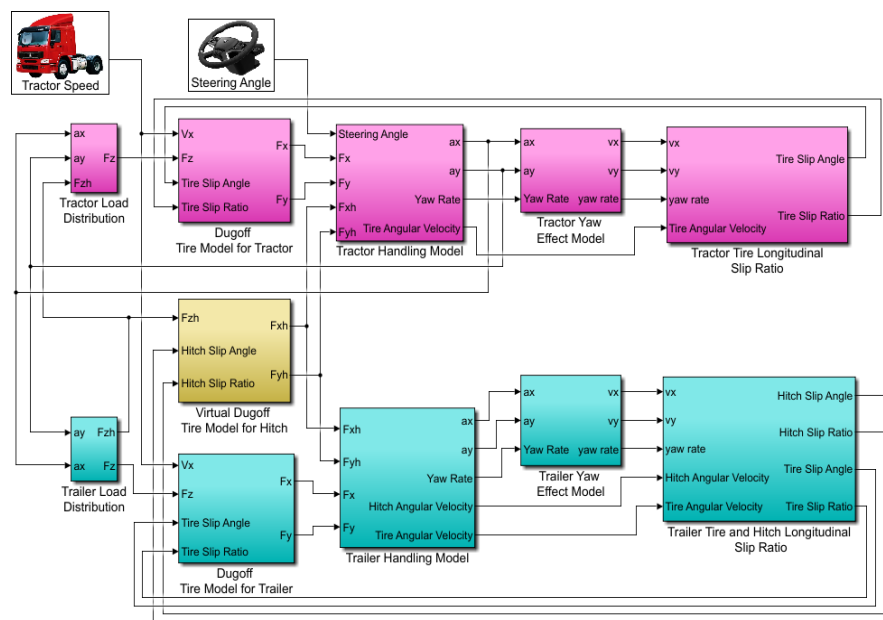 Tractor Speed
Steering Angle
ax
ay
Fzh
Fz
Tractor Load
Distribution
Vx
Fz
Tire Slip Angle
Tire Slip Ratio
Fx
Fy
Dugoff
Tire Model for Tractor
Steering Angle
Fx
Fy
Fxh
Fyh
ax
ay
Yaw Rate
Tire Angular Velocity
Tractor Handling Model
ax
ay
Yaw Rate
vx
vy
yaw rate
Tractor Yaw
Effect Model
vx
vy
yaw rate
Tire Angular Velocity
Tire Slip Angle
Tire Slip Ratio
Tractor Tire Longitudinal
Slip Ratio
Fzh
Hitch Slip Angle
Hitch Slip Ratio
Fxh
Fyh
Virtual Dugoff
Tire Model for Hitch
ay
ax
Fzh
Fz
Trailer Load
Distribution
Vx
Fz
Tire Slip Angle
Tire Slip Ratio
Fx
Fy
Dugoff
Tire Model for Trailer
Fxh
Fyh
Fx
Fy
ax
ay
Yaw Rate
Hitch Angular Velocity
Tire Angular Velocity
Trailer Handling Model
ax
ay
Yaw Rate
vx
vy
yaw rate
Trailer Yaw
Effect Model
vx
vy
yaw rate
Hitch Angular Velocity
Tire Angular Velocity
Hitch Slip Angle
Hitch Slip Ratio
Tire Slip Angle
Tire Slip Ratio
Trailer Tire and Hitch Longitudinal
Slip Ratio